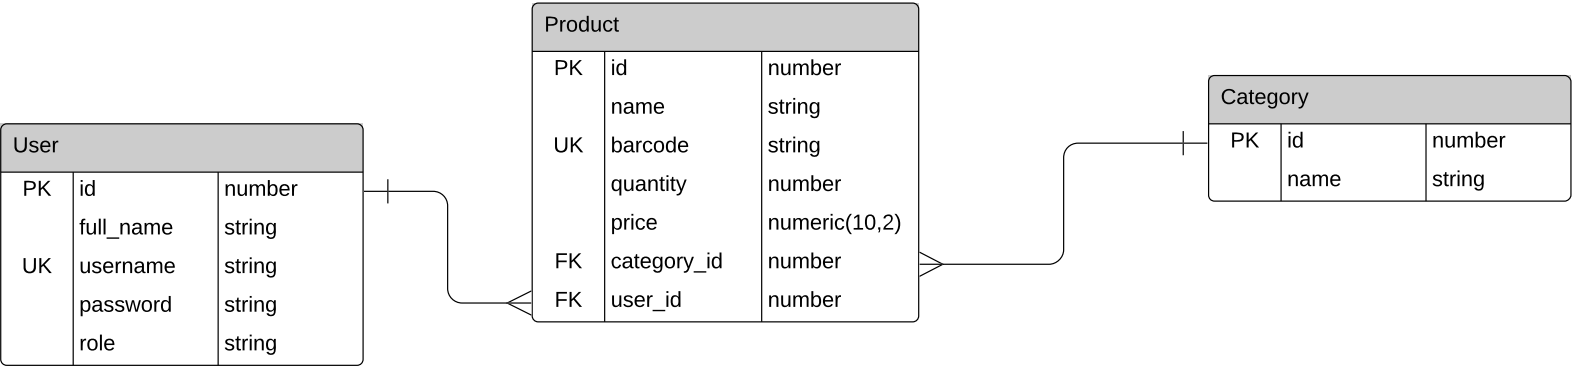 User
PK id number
full_name string
UK username string
password string
role string
Product
PK id number
name string
UK barcode string
quantity number
price numeric(10,2)
FK category_id number
FK user_id number
Category
PK id number
name string